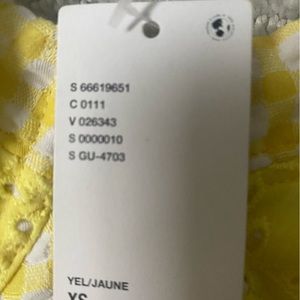 S 66619651
C 0111
V 026343
S 0000010
S GU-4703
YEL/JAUNE
XS